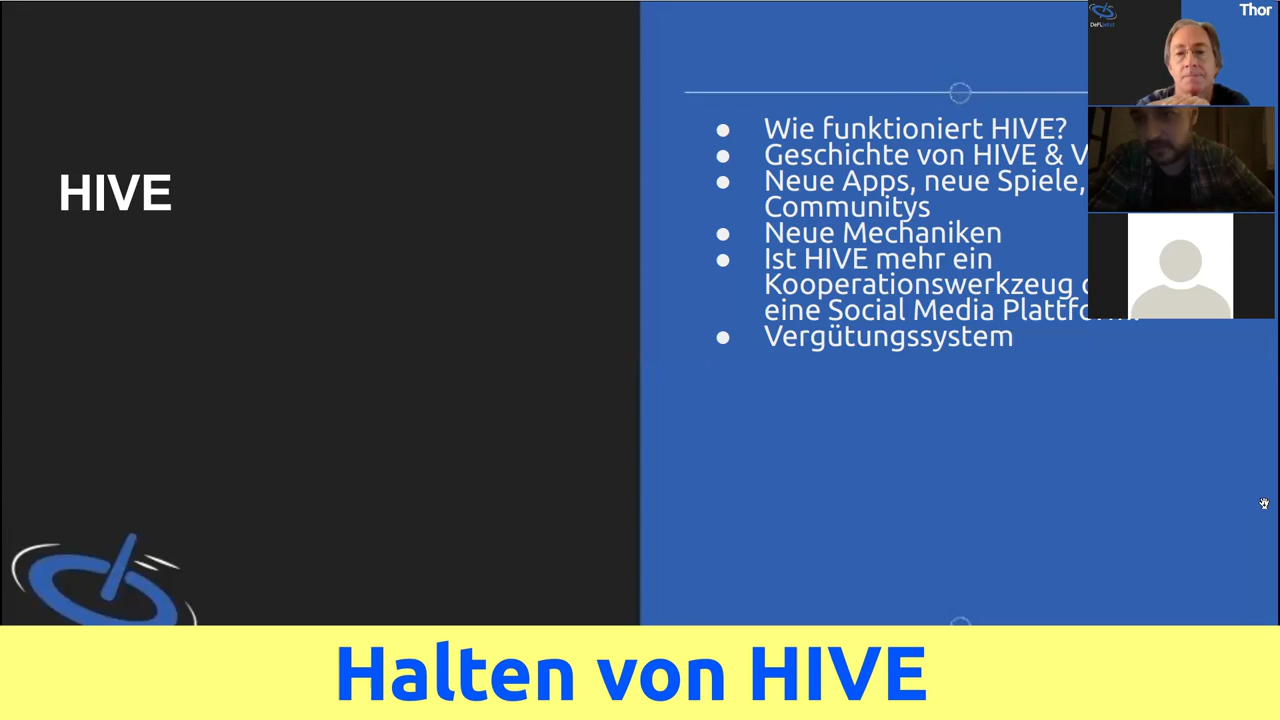 HIVE
Wie funktioniert HIVE?
Geschichte von HIVE & V
Neue Apps, neue Spiele,
Communitys
Neue Mechaniken
Ist HIVE mehr ein
Kooperationswerkzeug
eine Social Media Plattform
Vergütungssystem
Thor
Halten von HIVE